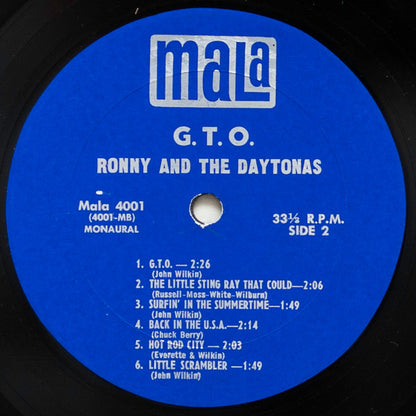 mala
G. T. O.
RONNY AND THE DAYTONAS
Mala 4001
(4001-MB)
MONAURAL
33⅓ R.P.M.
SIDE 2
1. G.T.O. — 2:26
(John Wilkin)
2. THE LITTLE STING RAY THAT COULD—2:06
(Russell-Moss-White-Wilburn)
3. SURFIN' IN THE SUMMERTIME—1:49
(John Wilkin)
4. BACK IN THE U.S.A.—2:14
(Chuck Berry)
5. HOT ROD CITY — 2:03
(Everette & Wilkin)
6. LITTLE SCRAMBLER — 1:49
(John Wilkin)